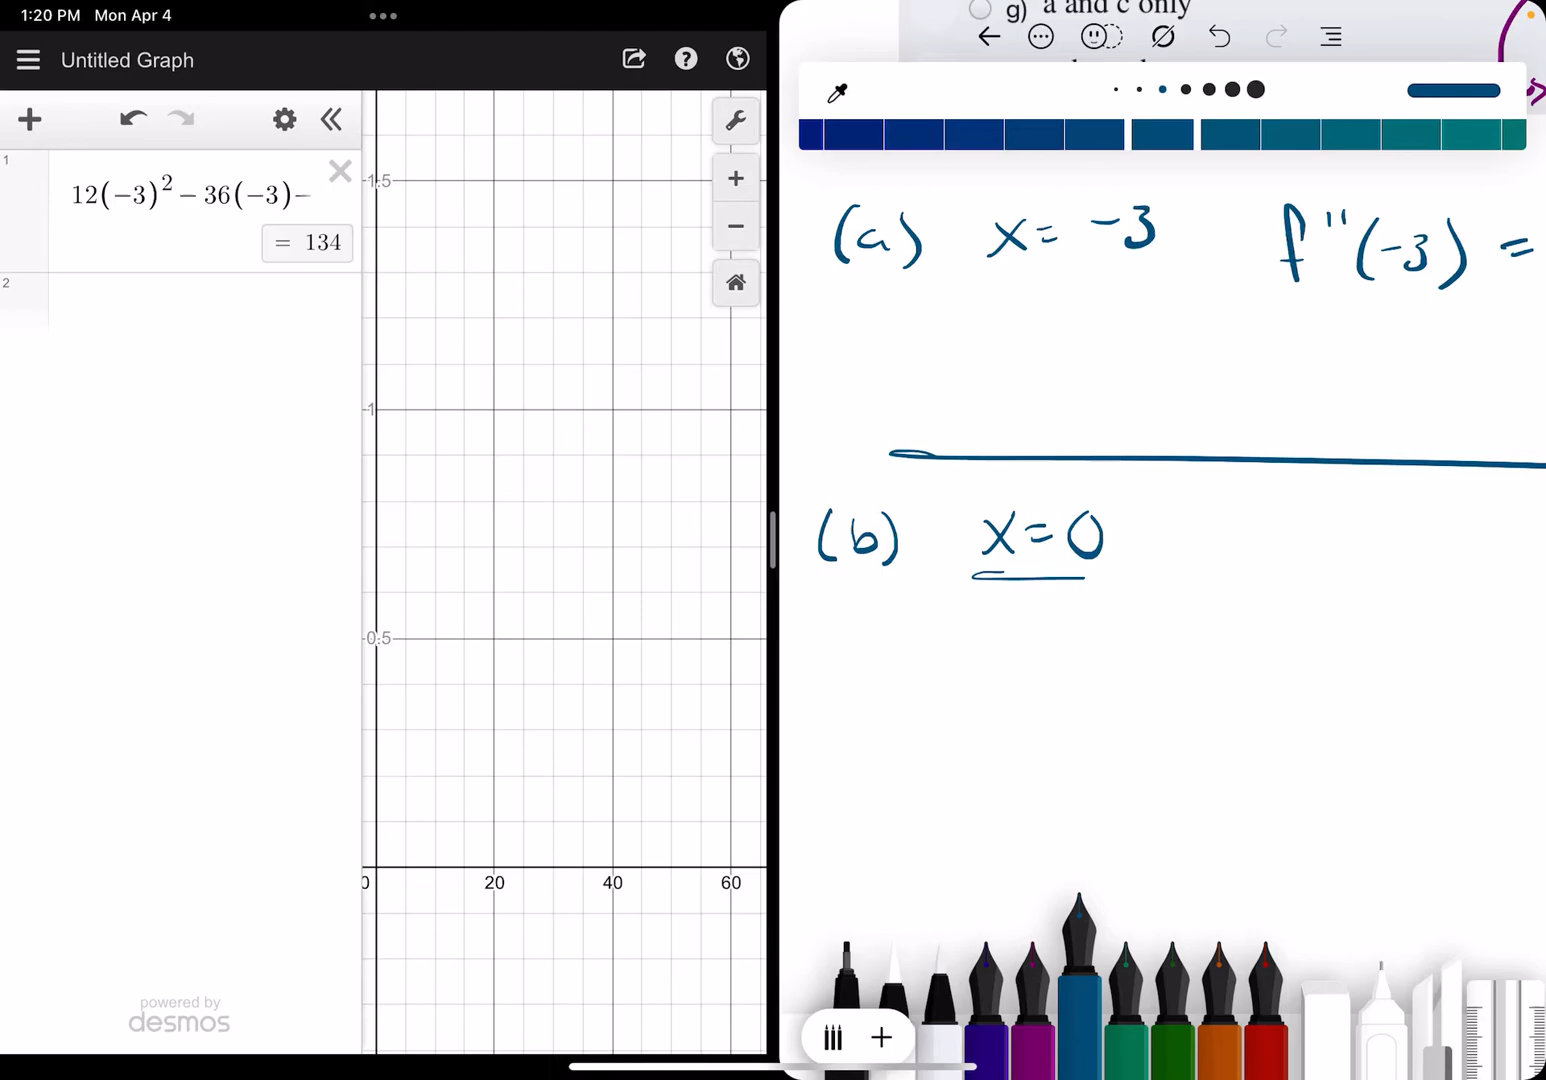 1:20 PM Mon Apr 4
Untitled Graph
1
12(−3)² − 36(−3)−
= 134
2
1.5
1
0.5
0 20 40 60
powered by
desmos
g) a and c only
(a) x = -3 f"(-3) =
(b) x = 0